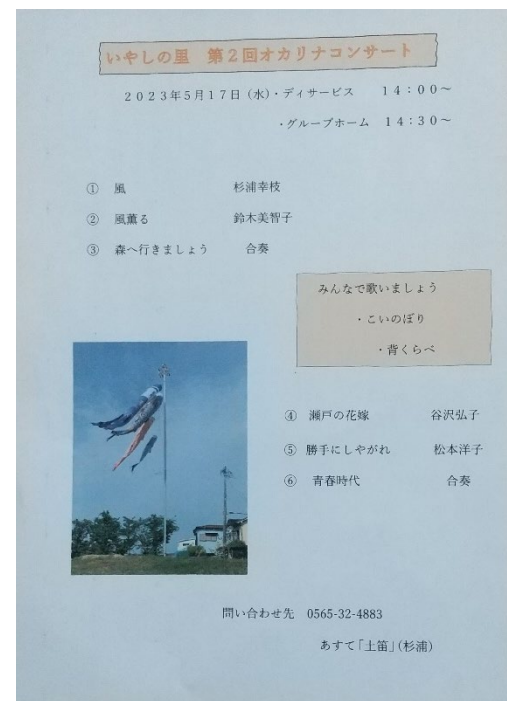 いやしの里　第２回オカリナコンサート
２０２３年５月１７日（水）・ディサービス　　１４：００～
・グループホーム　１４：３０～
①　風　　　　　　　杉浦幸枝
②　風薫る　　　　　鈴木美智子
③　森へ行きましょう　　合奏
みんなで歌いましょう
・こいのぼり
・背くらべ
④　瀬戸の花嫁　　　　谷沢弘子
⑤　勝手にしやがれ　　　松本洋子
⑥　青春時代　　　　　合奏
問い合わせ先　0565-32-4883
あすて「土笛」（杉浦）